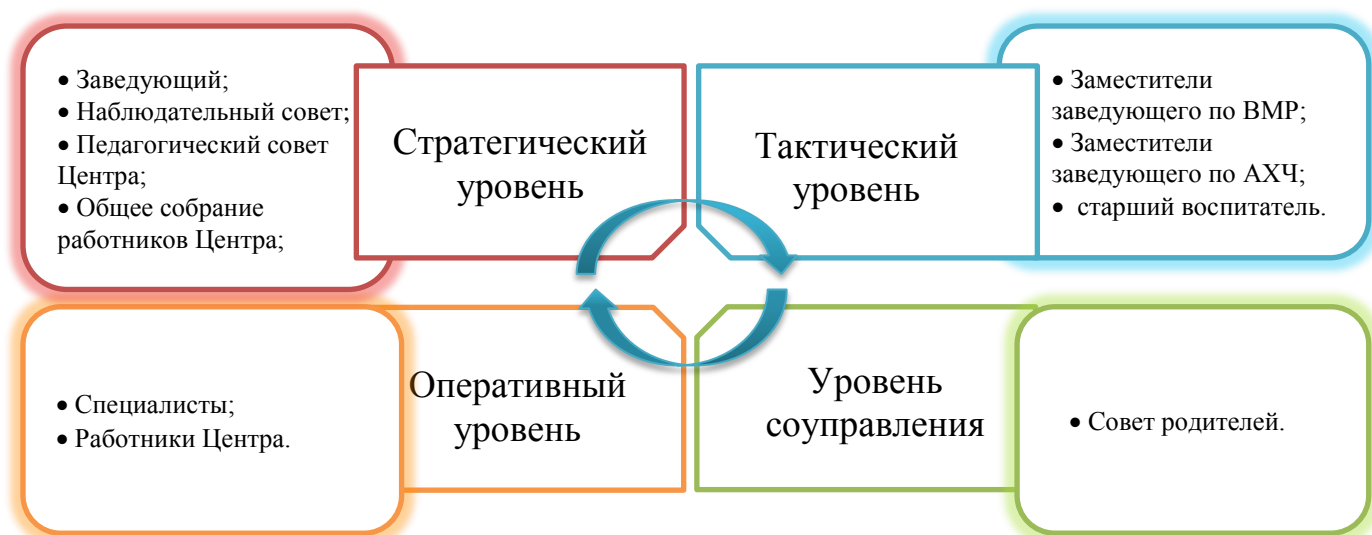 • Заведующий;
• Наблюдательный совет;
• Педагогический совет
Центра;
• Общее собрание
работников Центра;
Стратегический
уровень
Тактический
уровень
• Заместители
заведующего по ВМР;
• Заместители
заведующего по АХЧ;
• старший воспитатель.
• Специалисты;
• Работники Центра.
Оперативный
уровень
Уровень
соуправления
• Совет родителей.